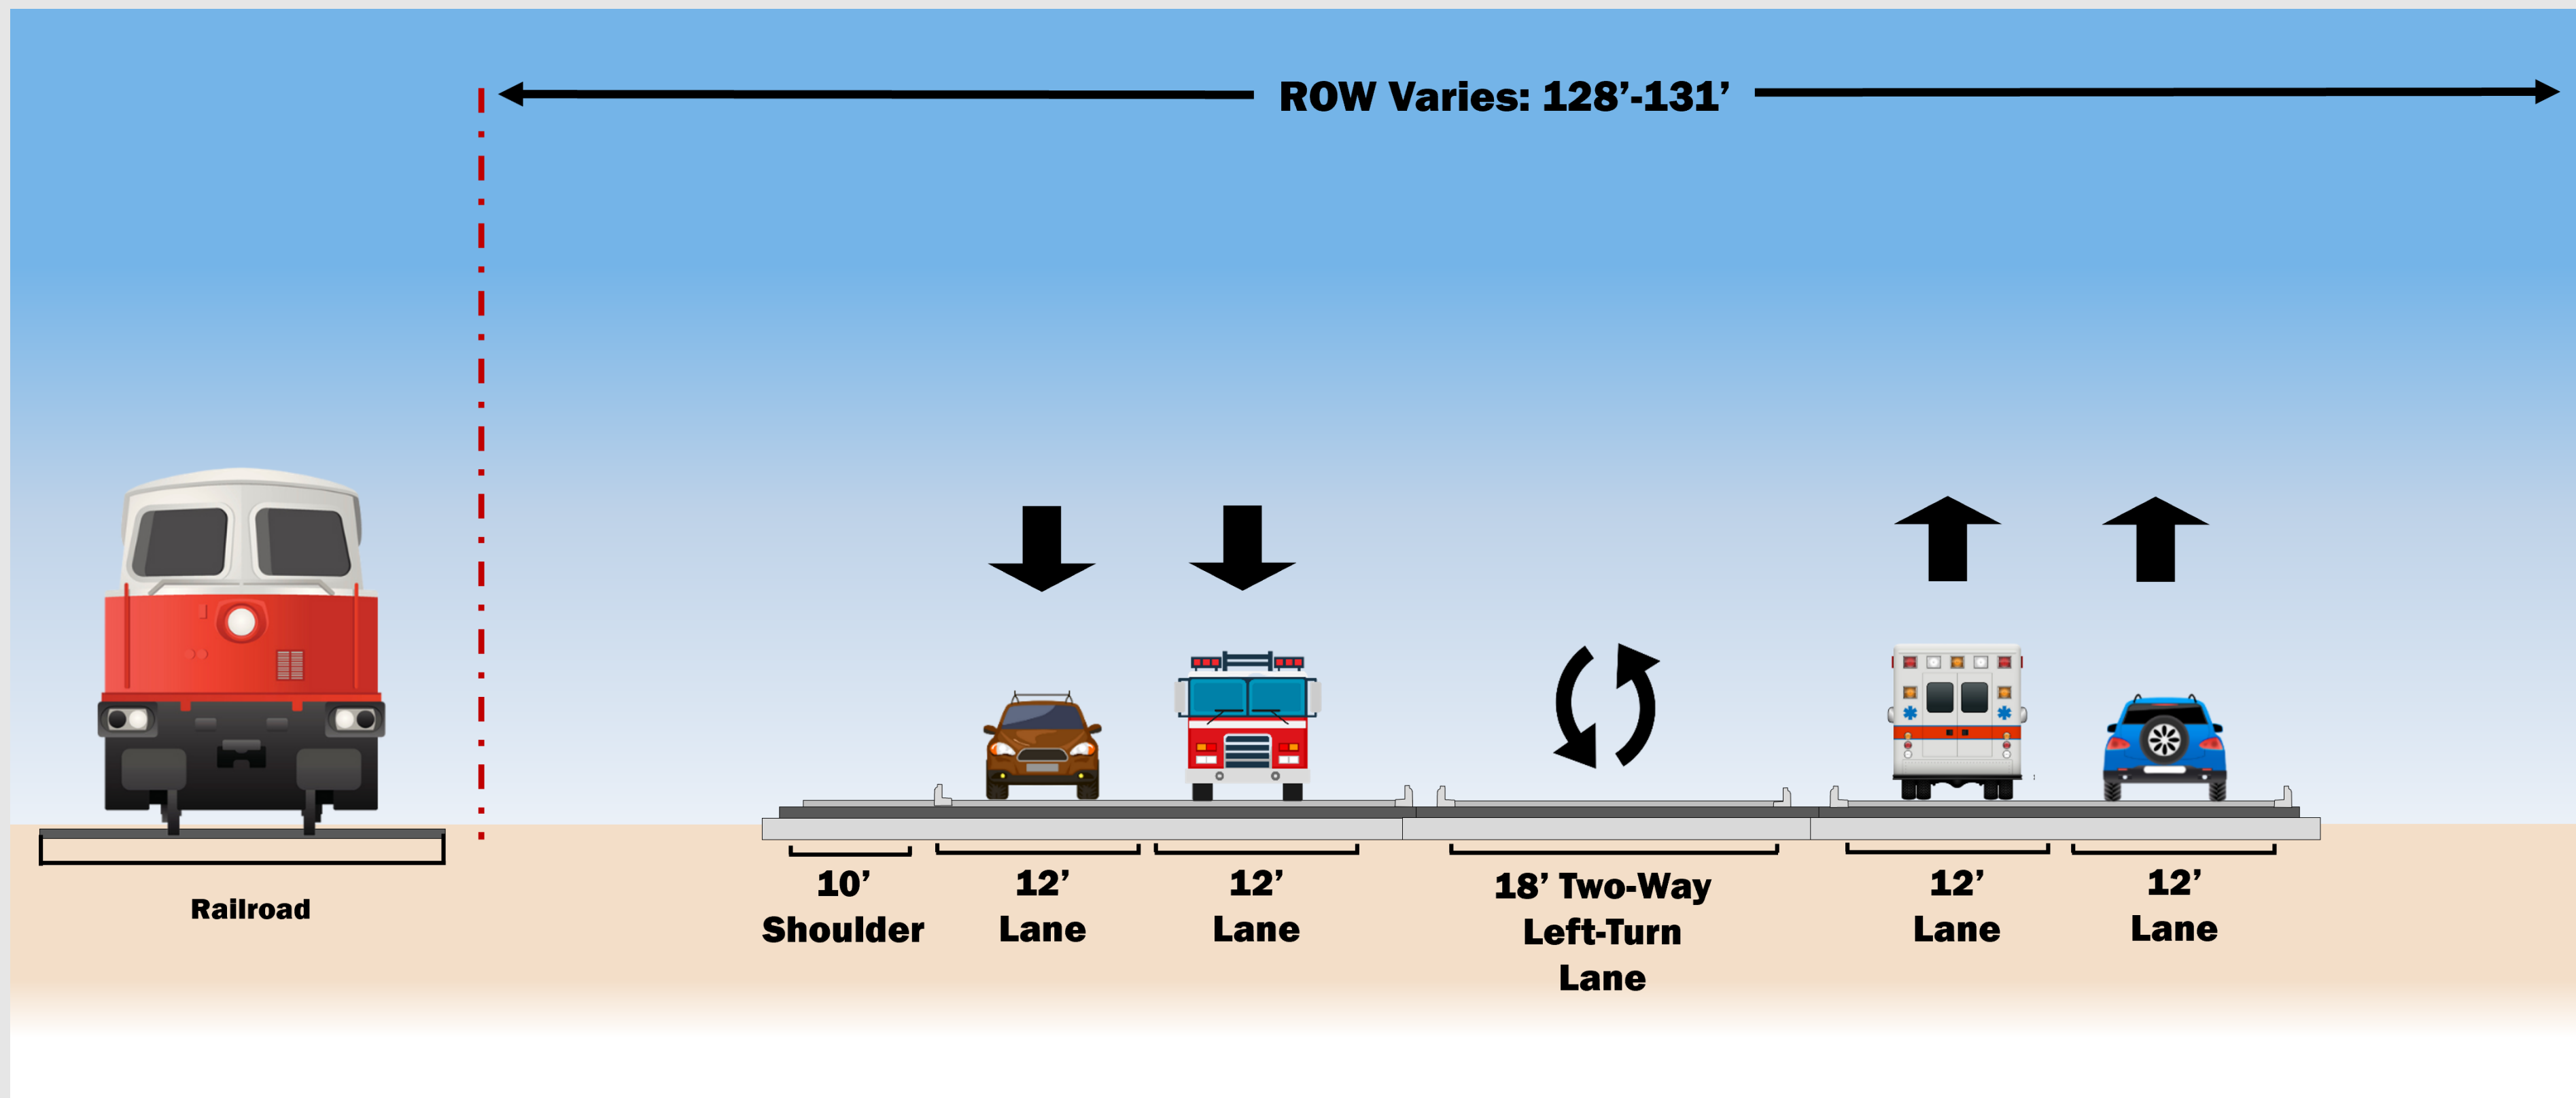 ROW Varies: 128’-131’
Railroad
10’
Shoulder
12’
Lane
12’
Lane
18’ Two-Way
Left-Turn
Lane
12’
Lane
12’
Lane